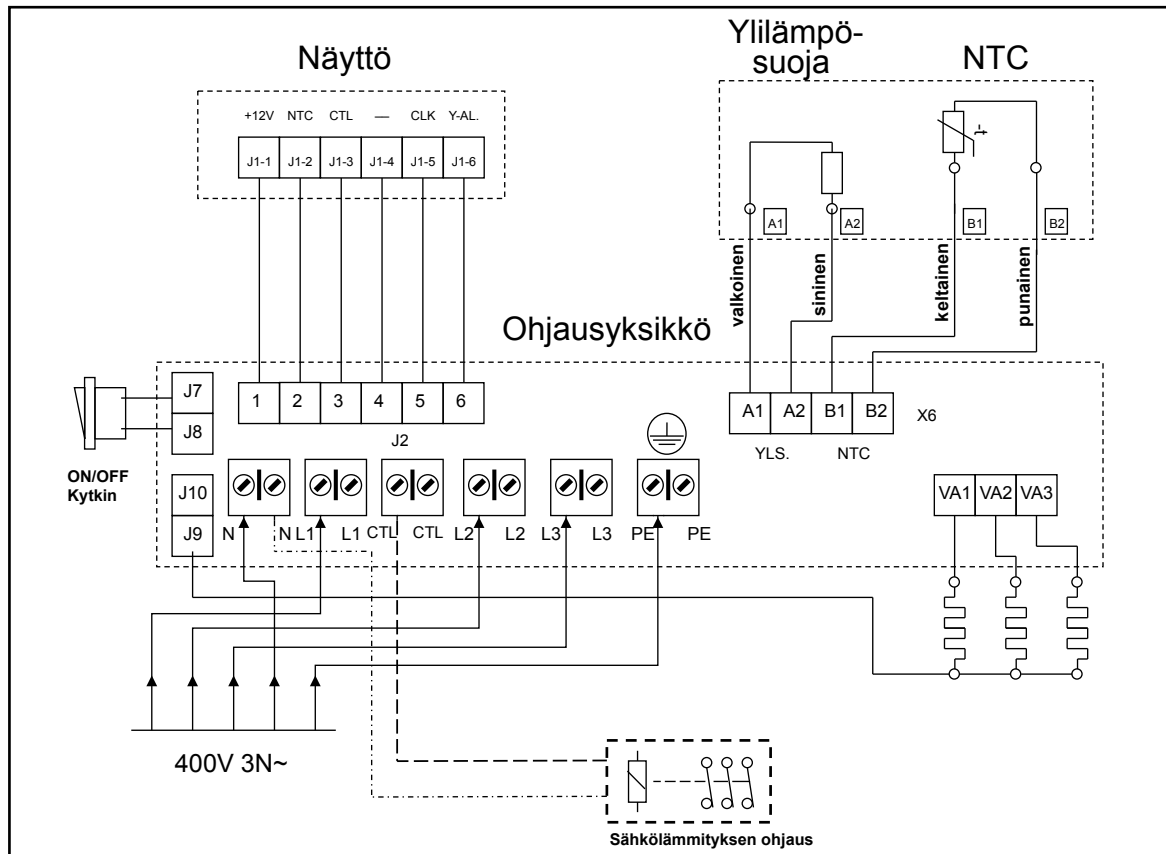 Näyttö
Ylilämpö-
suoja
NTC
+12V NTC CTL — CLK Y-AL.
J1-1 J1-2 J1-3 J1-4 J1-5 J1-6
A1 A2 B1 B2
valkoinen
sininen
keltainen
punainen
Ohjausyksikkö
J7
J8
1 2 3 4 5 6
J2
A1 A2 B1 B2 X6
YLS. NTC
ON/OFF
Kytkin
J10
J9
N N L1 L1 CTL CTL L2 L2 L3 L3 PE PE
VA1 VA2 VA3
400V 3N~
Sähkölämmityksen ohjaus